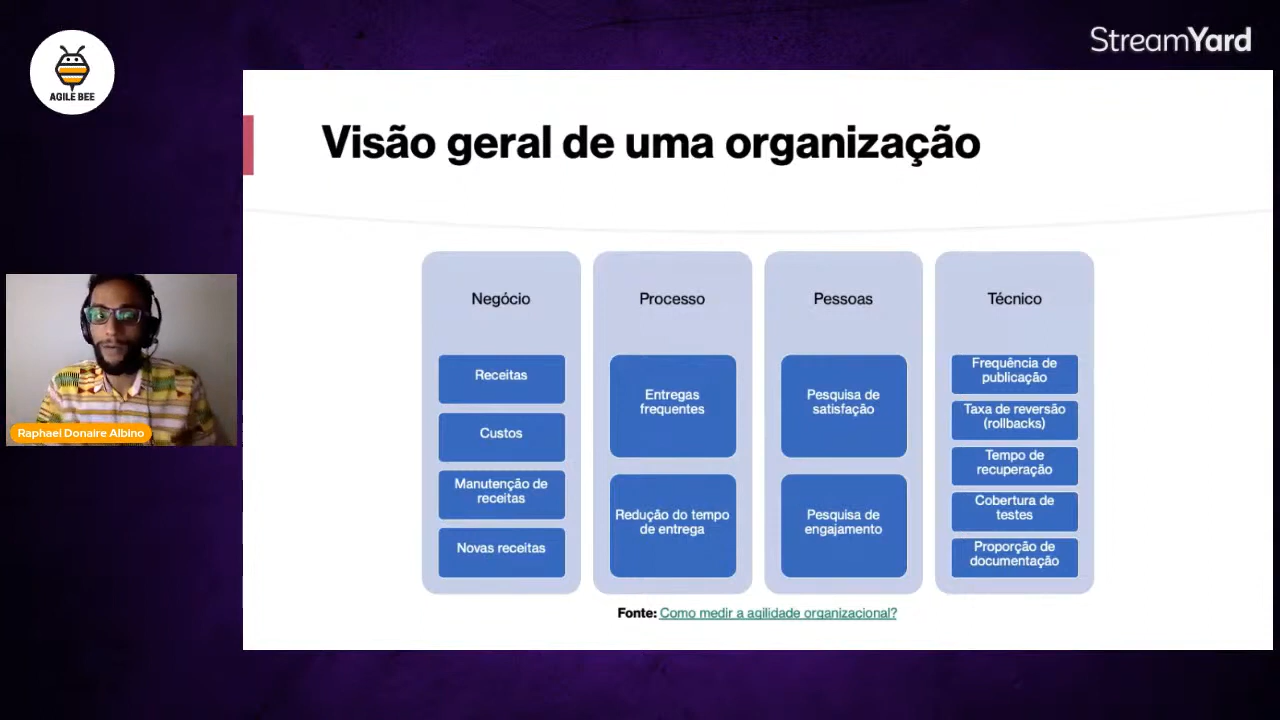 AGILE BEE
StreamYard
Visão geral de uma organização
Negócio
Receitas
Custos
Manutenção de
receitas
Novas receitas
Processo
Entregas
frequentes
Redução do tempo
de entrega
Pessoas
Pesquisa de
satisfação
Pesquisa de
engajamento
Técnico
Frequência de
publicação
Taxa de reversão
(rollbacks)
Tempo de
recuperação
Cobertura de
testes
Proporção de
documentação
Fonte: Como medir a agilidade organizacional?
Raphael Donaire Albino